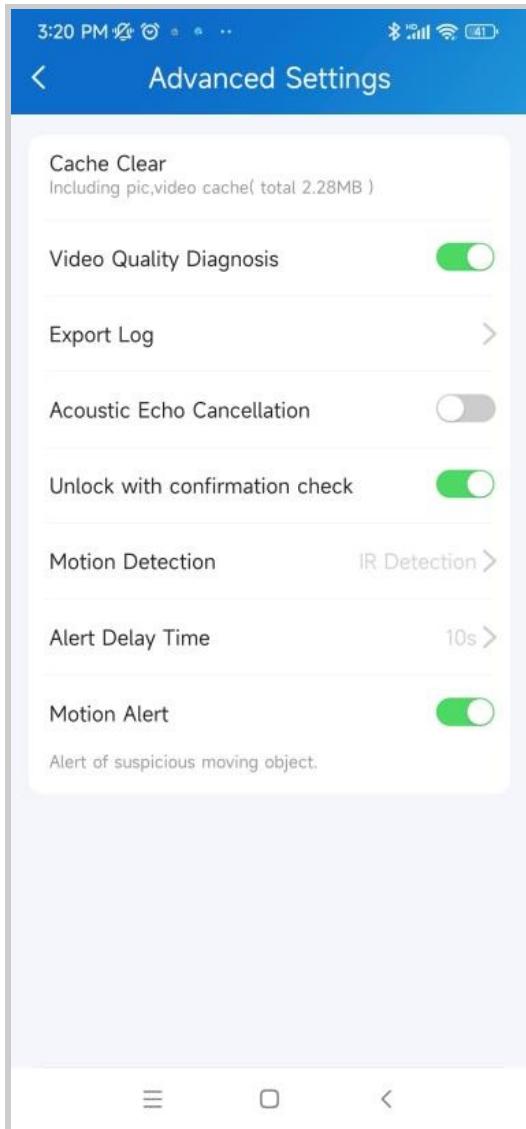 3:20 PM
41
Advanced Settings
Cache Clear
Including pic,video cache( total 2.28MB )
Video Quality Diagnosis
Export Log
Acoustic Echo Cancellation
Unlock with confirmation check
Motion Detection IR Detection
Alert Delay Time 10s
Motion Alert
Alert of suspicious moving object.